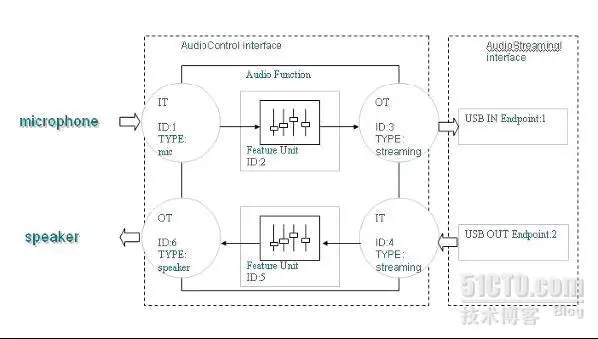 AudioControl interface
AudioStreamingI
interface
Audio Function
microphone
IT
ID:1
TYPE:
mic
Feature Unit
ID:2
OT
ID:3
TYPE:
streaming
USB IN Endpoint:1
speaker
OT
ID:6
TYPE:
speaker
Feature Unit
ID:5
IT
ID:4
TYPE:
streaming
USB OUT Endpoint:2
51CTO.com
技术博客 Blog